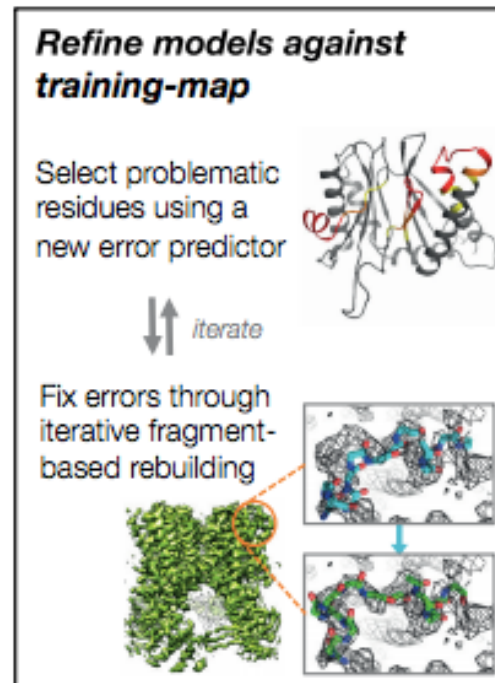 Refine models against
training-map
Select problematic
residues using a
new error predictor
iterate
Fix errors through
iterative fragment-
based rebuilding